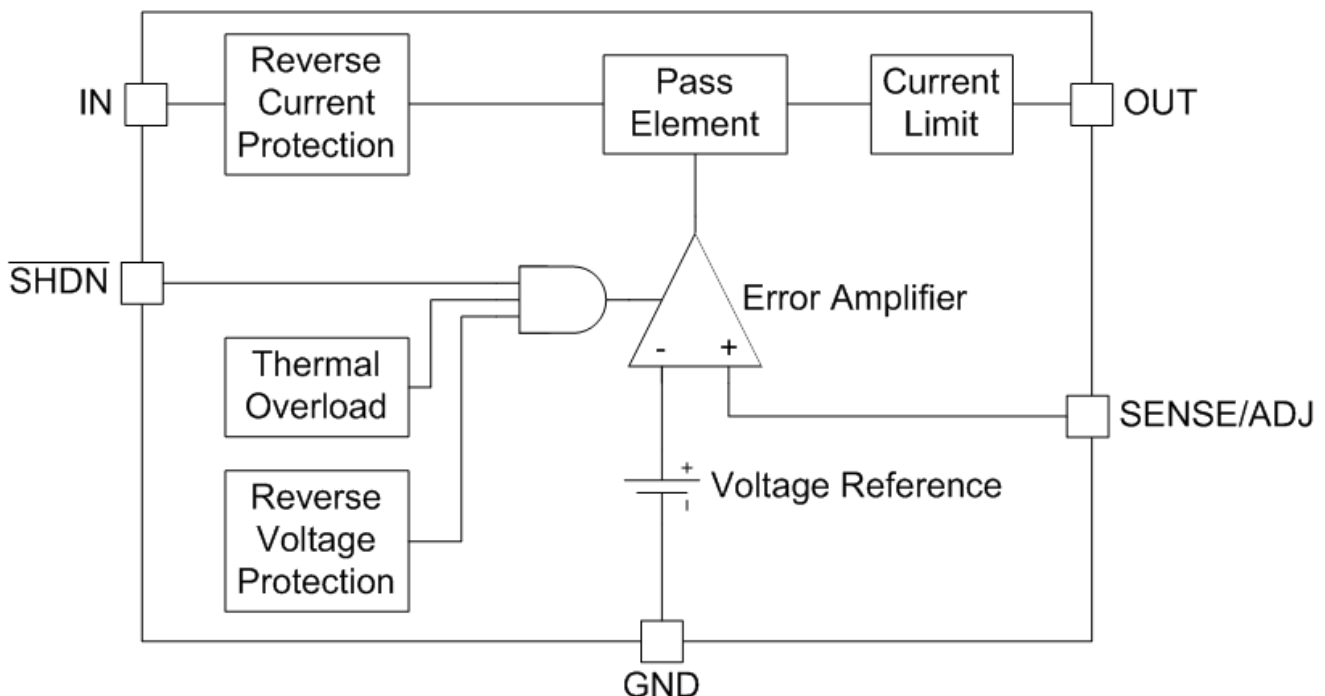 IN
Reverse
Current
Protection
Pass
Element
Current
Limit
OUT
SHDN
Error Amplifier
- +
Thermal
Overload
SENSE/ADJ
Reverse
Voltage
Protection
+
Voltage Reference
-
GND